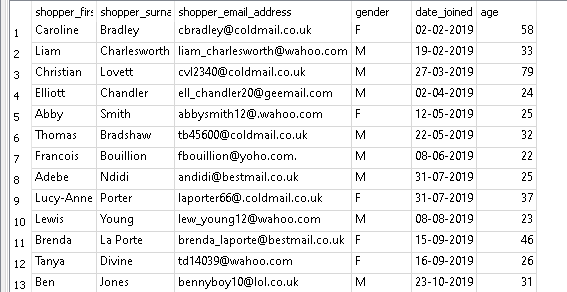 shopper_firs shopper_surna shopper_email_address gender date_joined age
1 Caroline Bradley cbradley@coldmail.co.uk F 02-02-2019 58
2 Liam Charlesworth liam_charlesworth@wahoo.com M 19-02-2019 33
3 Christian Lovett cvl2340@coldmail.co.uk M 27-03-2019 79
4 Elliott Chandler ell_chandler20@geemail.com M 02-04-2019 24
5 Abby Smith abbysmith12@.wahoo.com F 12-05-2019 25
6 Thomas Bradshaw tb45600@coldmail.co.uk M 22-05-2019 32
7 Francois Bouillion fbouillion@yoho.com. M 08-06-2019 22
8 Adebe Ndidi andidi@bestmail.co.uk M 31-07-2019 25
9 Lucy-Anne Porter laporter66@.coldmail.co.uk F 31-07-2019 37
10 Lewis Young lew_young12@wahoo.com M 08-08-2019 23
11 Brenda La Porte brenda_laporte@bestmail.co.uk F 15-09-2019 46
12 Tanya Divine td14039@wahoo.com F 16-09-2019 26
13 Ben Jones bennyboy10@lol.co.uk M 23-10-2019 31